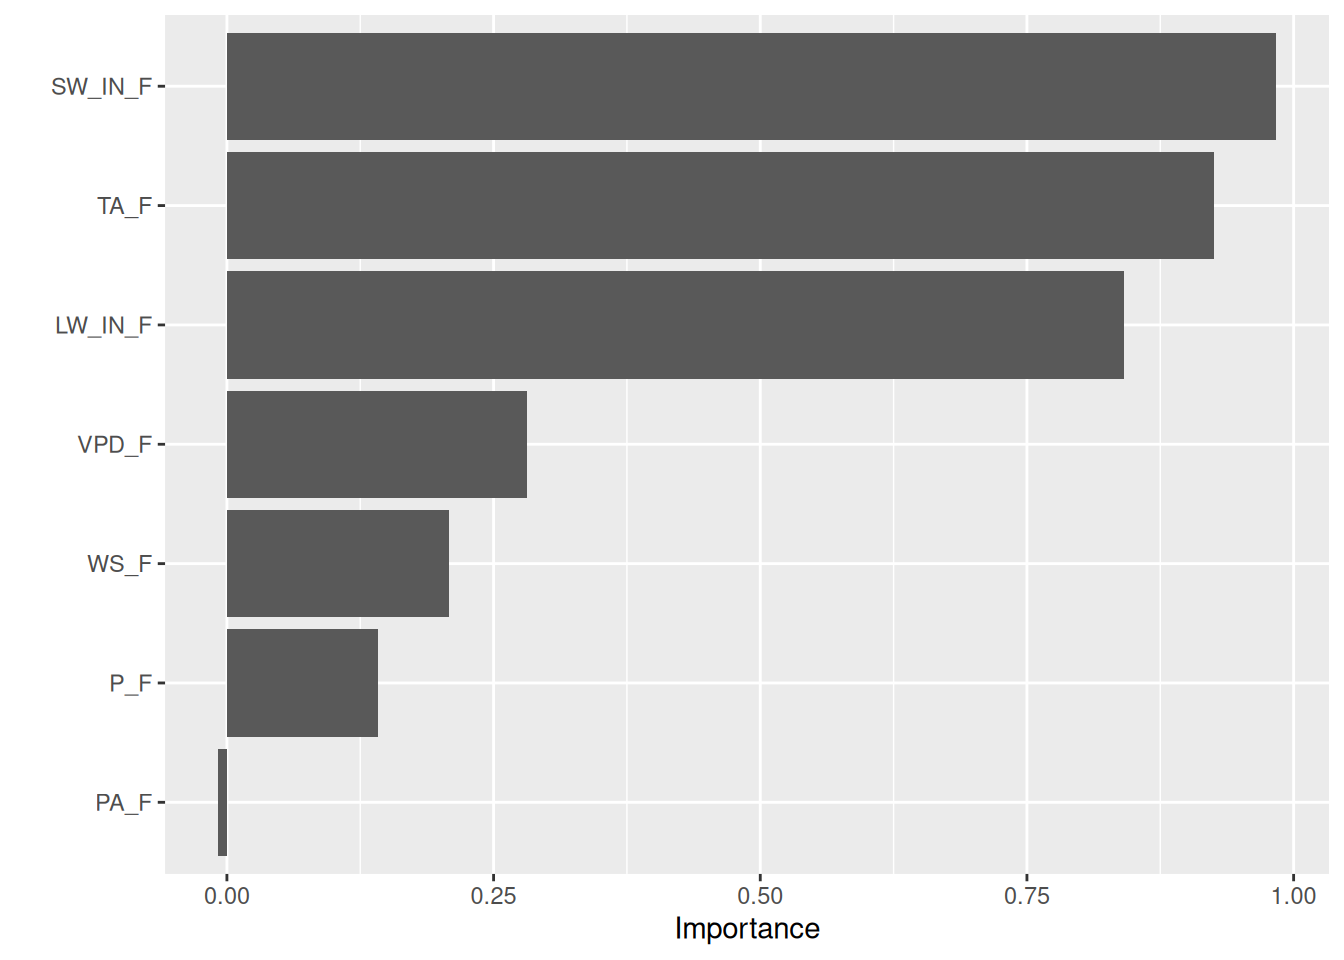 SW_IN_F
TA_F
LW_IN_F
VPD_F
WS_F
P_F
PA_F
0.00 0.25 0.50 0.75 1.00
Importance